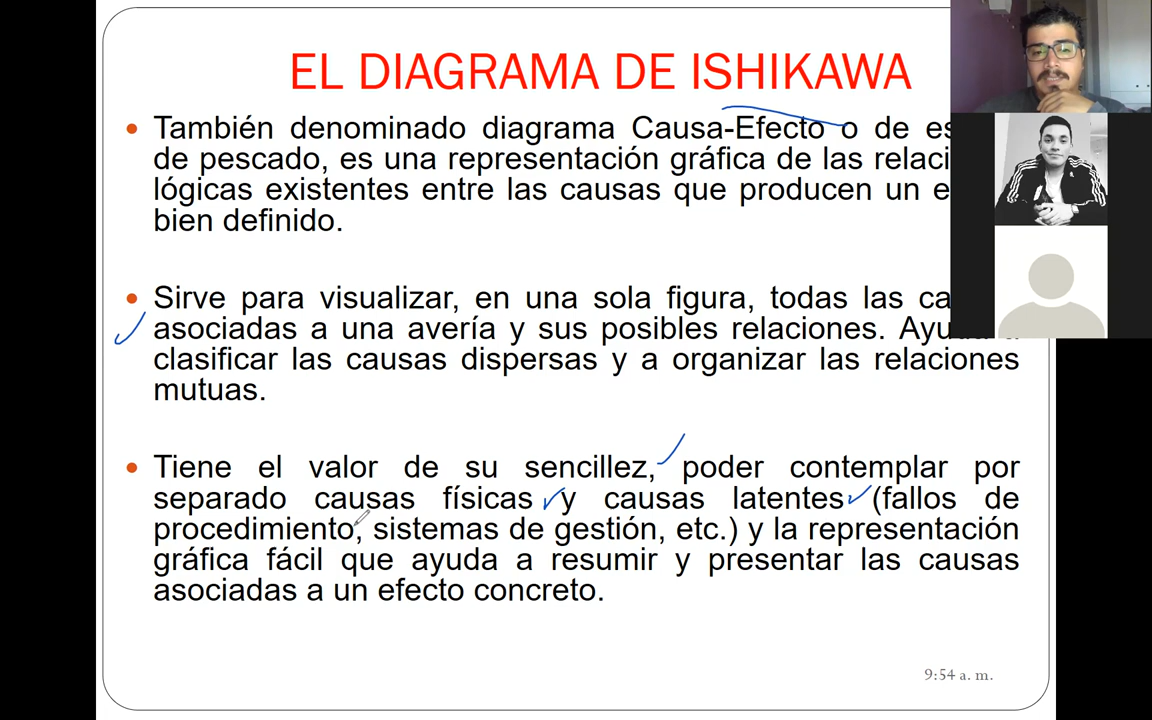 EL DIAGRAMA DE ISHIKAWA
• También denominado diagrama Causa-Efecto o de
de pescado, es una representación gráfica de las
lógicas existentes entre las causas que producen un
bien definido.
• Sirve para visualizar, en una sola figura, todas las
asociadas a una avería y sus posibles relaciones.
clasificar las causas dispersas y a organizar las relaciones
mutuas.
• Tiene el valor de su sencillez, poder contemplar por
separado causas físicas y causas latentes (fallos de
procedimiento, sistemas de gestión, etc.) y la representación
gráfica fácil que ayuda a resumir y presentar las causas
asociadas a un efecto concreto.
9:54 a. m.